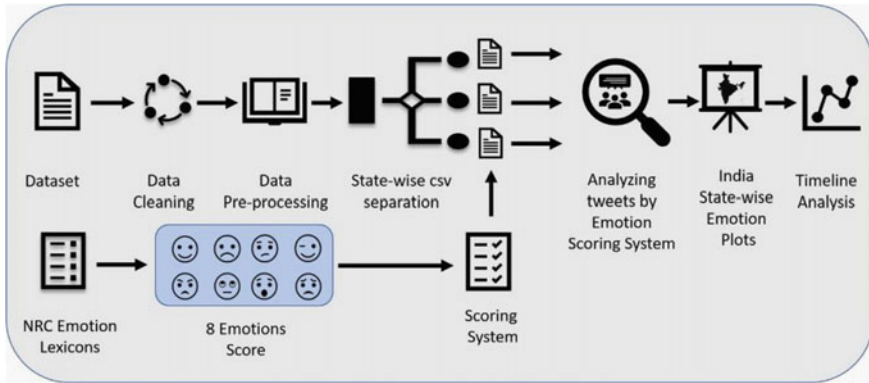 Dataset
Data
Cleaning
Data
Pre-processing
State-wise csv
separation
Analyzing
tweets by
Emotion
Scoring System
India
State-wise
Emotion
Plots
Timeline
Analysis
NRC Emotion
Lexicons
8 Emotions
Score
Scoring
System